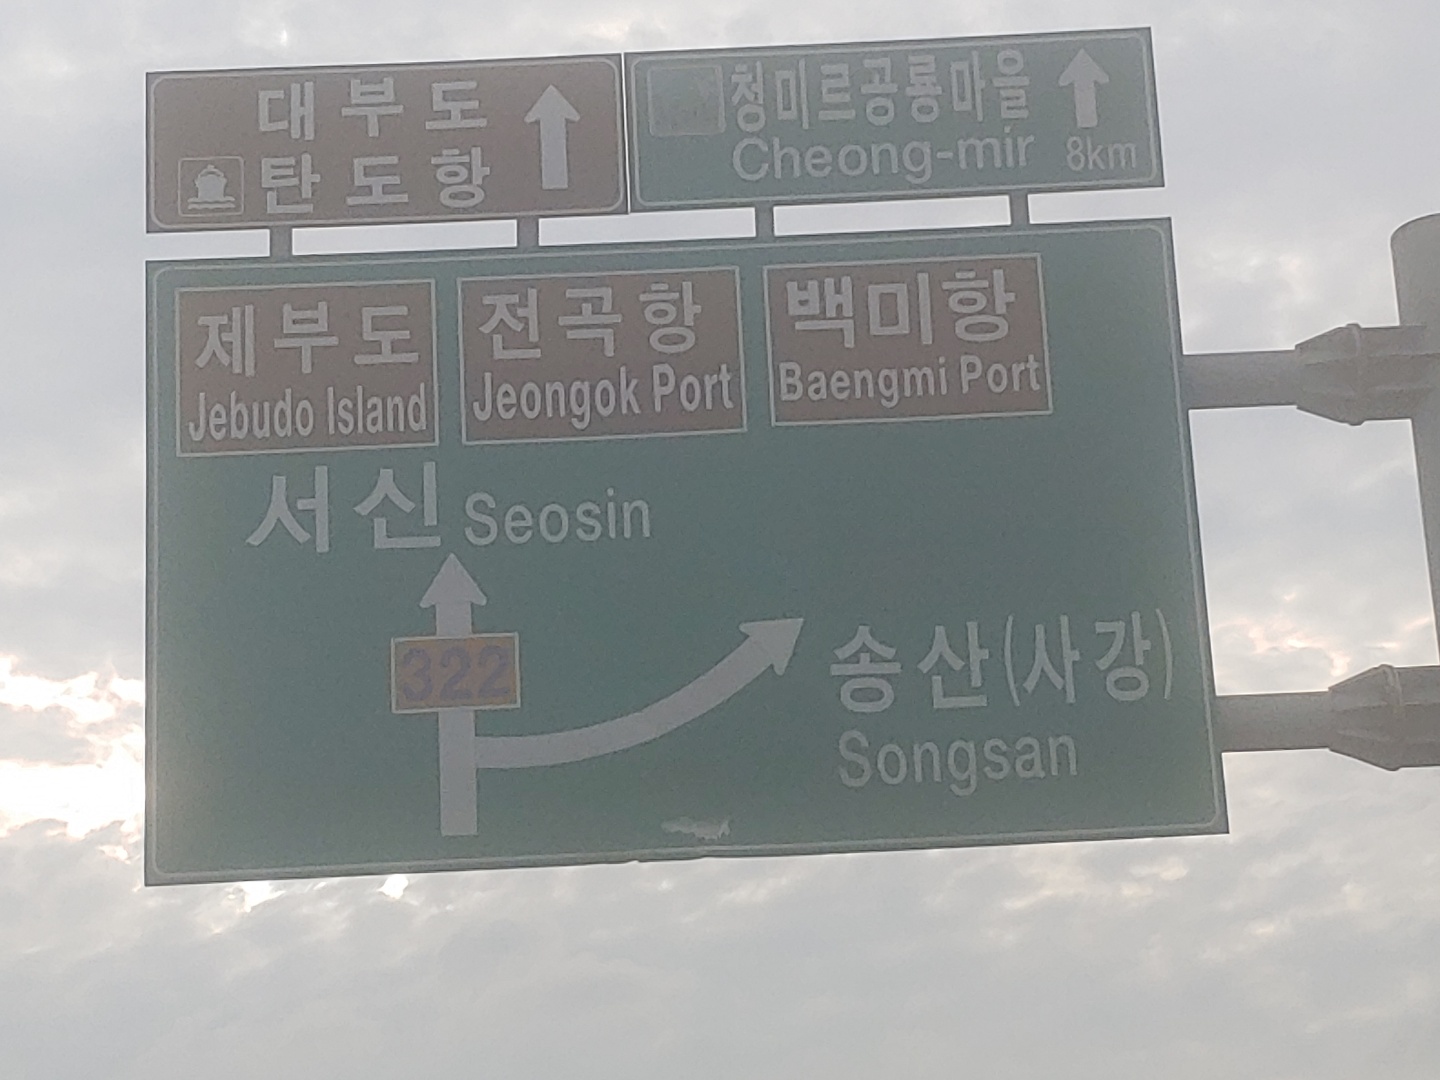 대부도
탄도항
청미르공룡마을
Cheong-mir 8km
제부도
Jebudo Island
전곡항
Jeongok Port
백미항
Baengmi Port
서신 Seosin
322
송산(사강)
Songsan